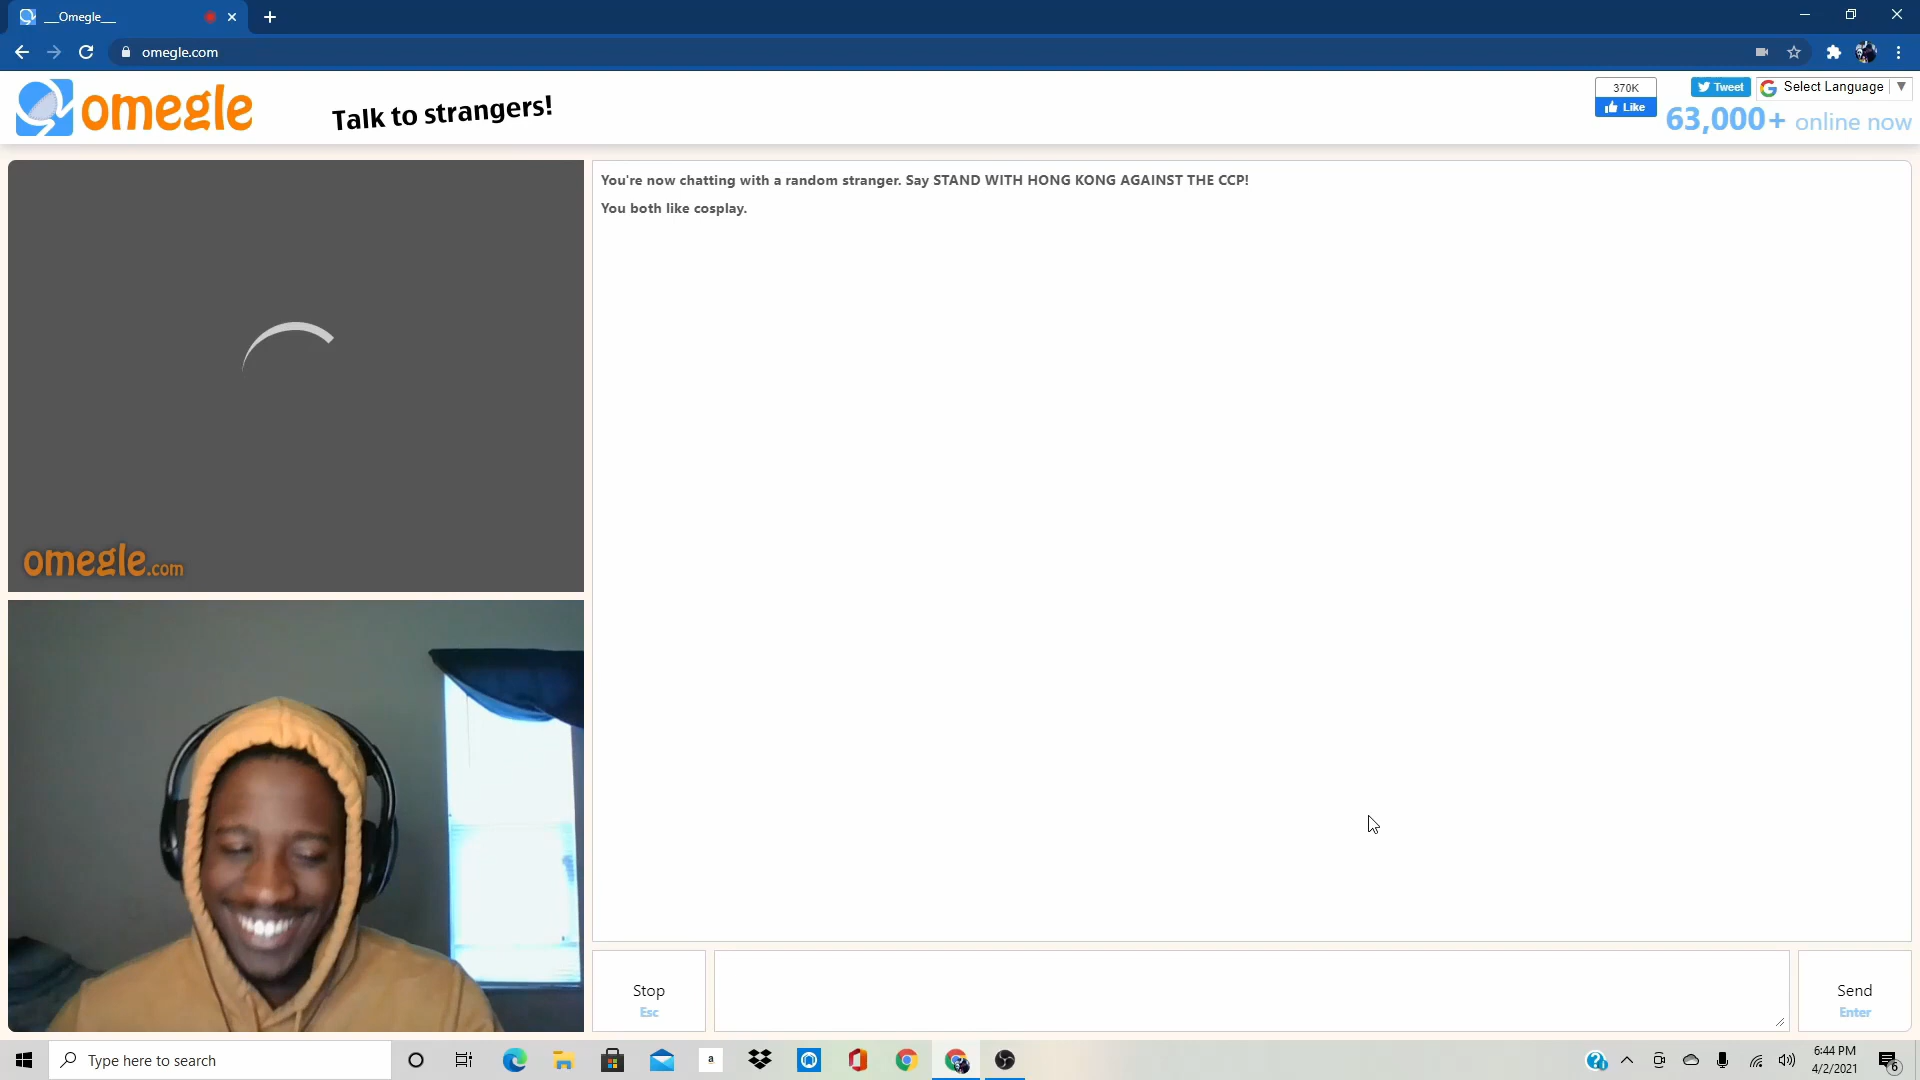 __Omegle__
omegle.com
omegle
Talk to strangers!
370K
Like
Tweet
Select Language
63,000+ online now
You're now chatting with a random stranger. Say STAND WITH HONG KONG AGAINST THE CCP!
You both like cosplay.
omegle.com
Stop
Esc
Send
Enter
Type here to search
a
6:44 PM
4/2/2021
6